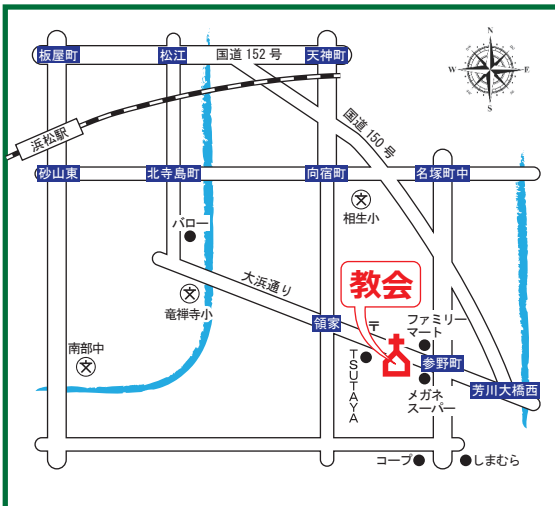 N
W
E
S
板屋町
松江
国道 152 号
天神町
浜松駅
国道 150 号
砂山東
北寺島町
向宿町
名塚町中
文
相生小
バロー
大浜通り
教会
文
竜禅寺小
領家
〒
ファミリー
マート
南部中
文
TSUTAYA
参野町
メガネ
スーパー
芳川大橋西
コープ
しまむら